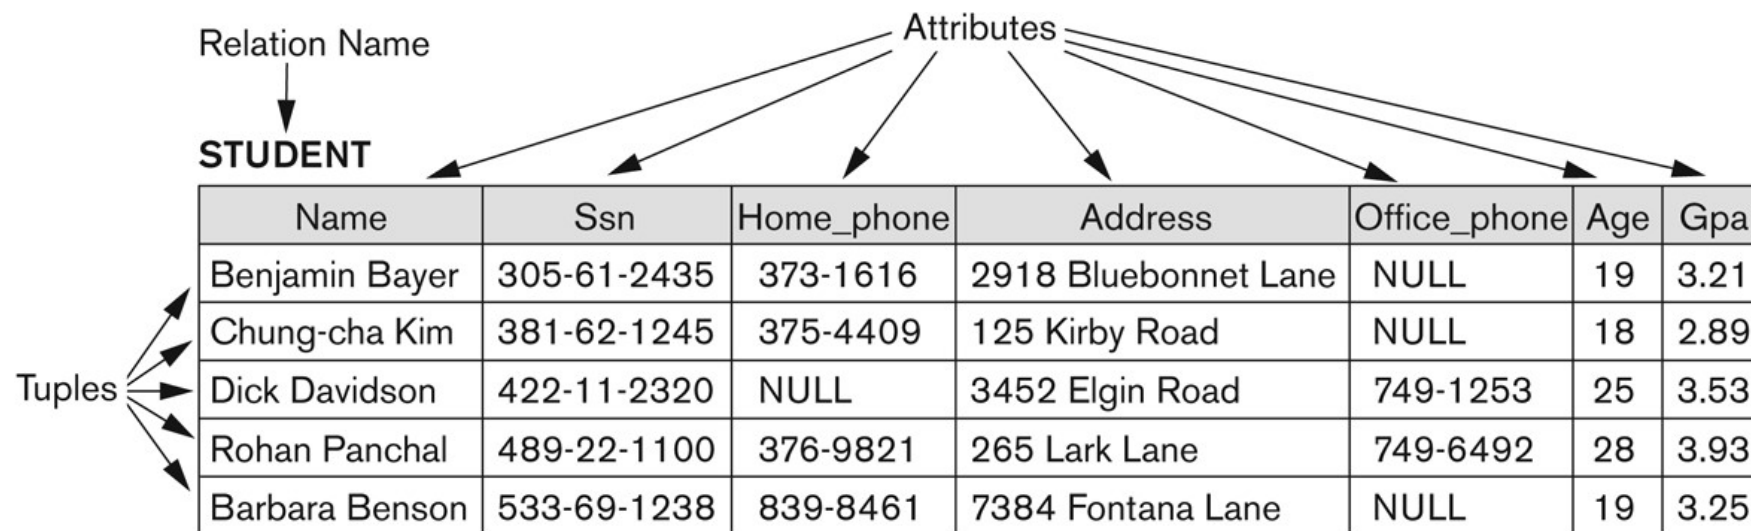 Attributes
Relation Name
STUDENT
Name Ssn Home_phone Address Office_phone Age Gpa
Benjamin Bayer 305-61-2435 373-1616 2918 Bluebonnet Lane NULL 19 3.21
Chung-cha Kim 381-62-1245 375-4409 125 Kirby Road NULL 18 2.89
Tuples Dick Davidson 422-11-2320 NULL 3452 Elgin Road 749-1253 25 3.53
Rohan Panchal 489-22-1100 376-9821 265 Lark Lane 749-6492 28 3.93
Barbara Benson 533-69-1238 839-8461 7384 Fontana Lane NULL 19 3.25